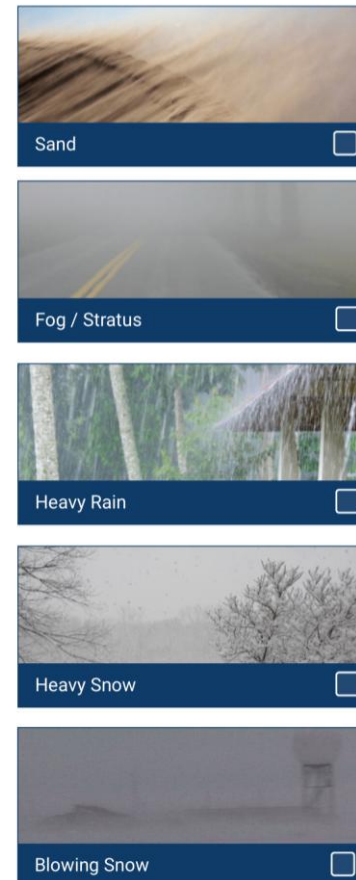 Sand
Fog / Stratus
Heavy Rain
Heavy Snow
Blowing Snow